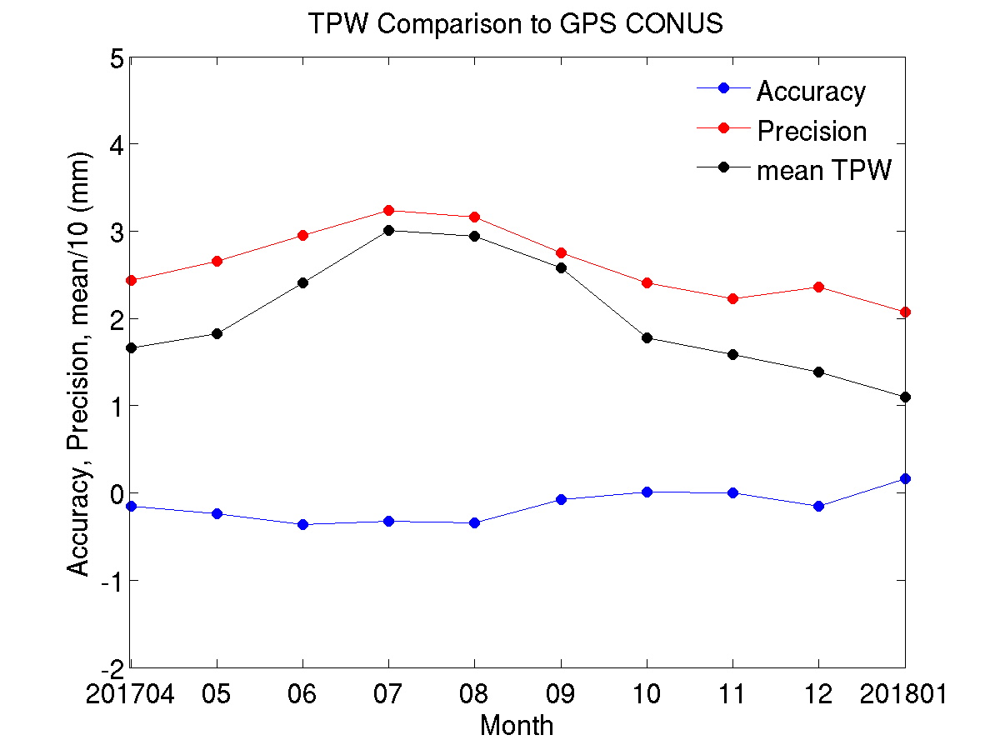 TPW Comparison to GPS CONUS
Accuracy
Precision
mean TPW
Accuracy, Precision, mean/10 (mm)
5
4
3
2
1
0
-1
-2
201704 05 06 07 08 09 10 11 12 201801
Month